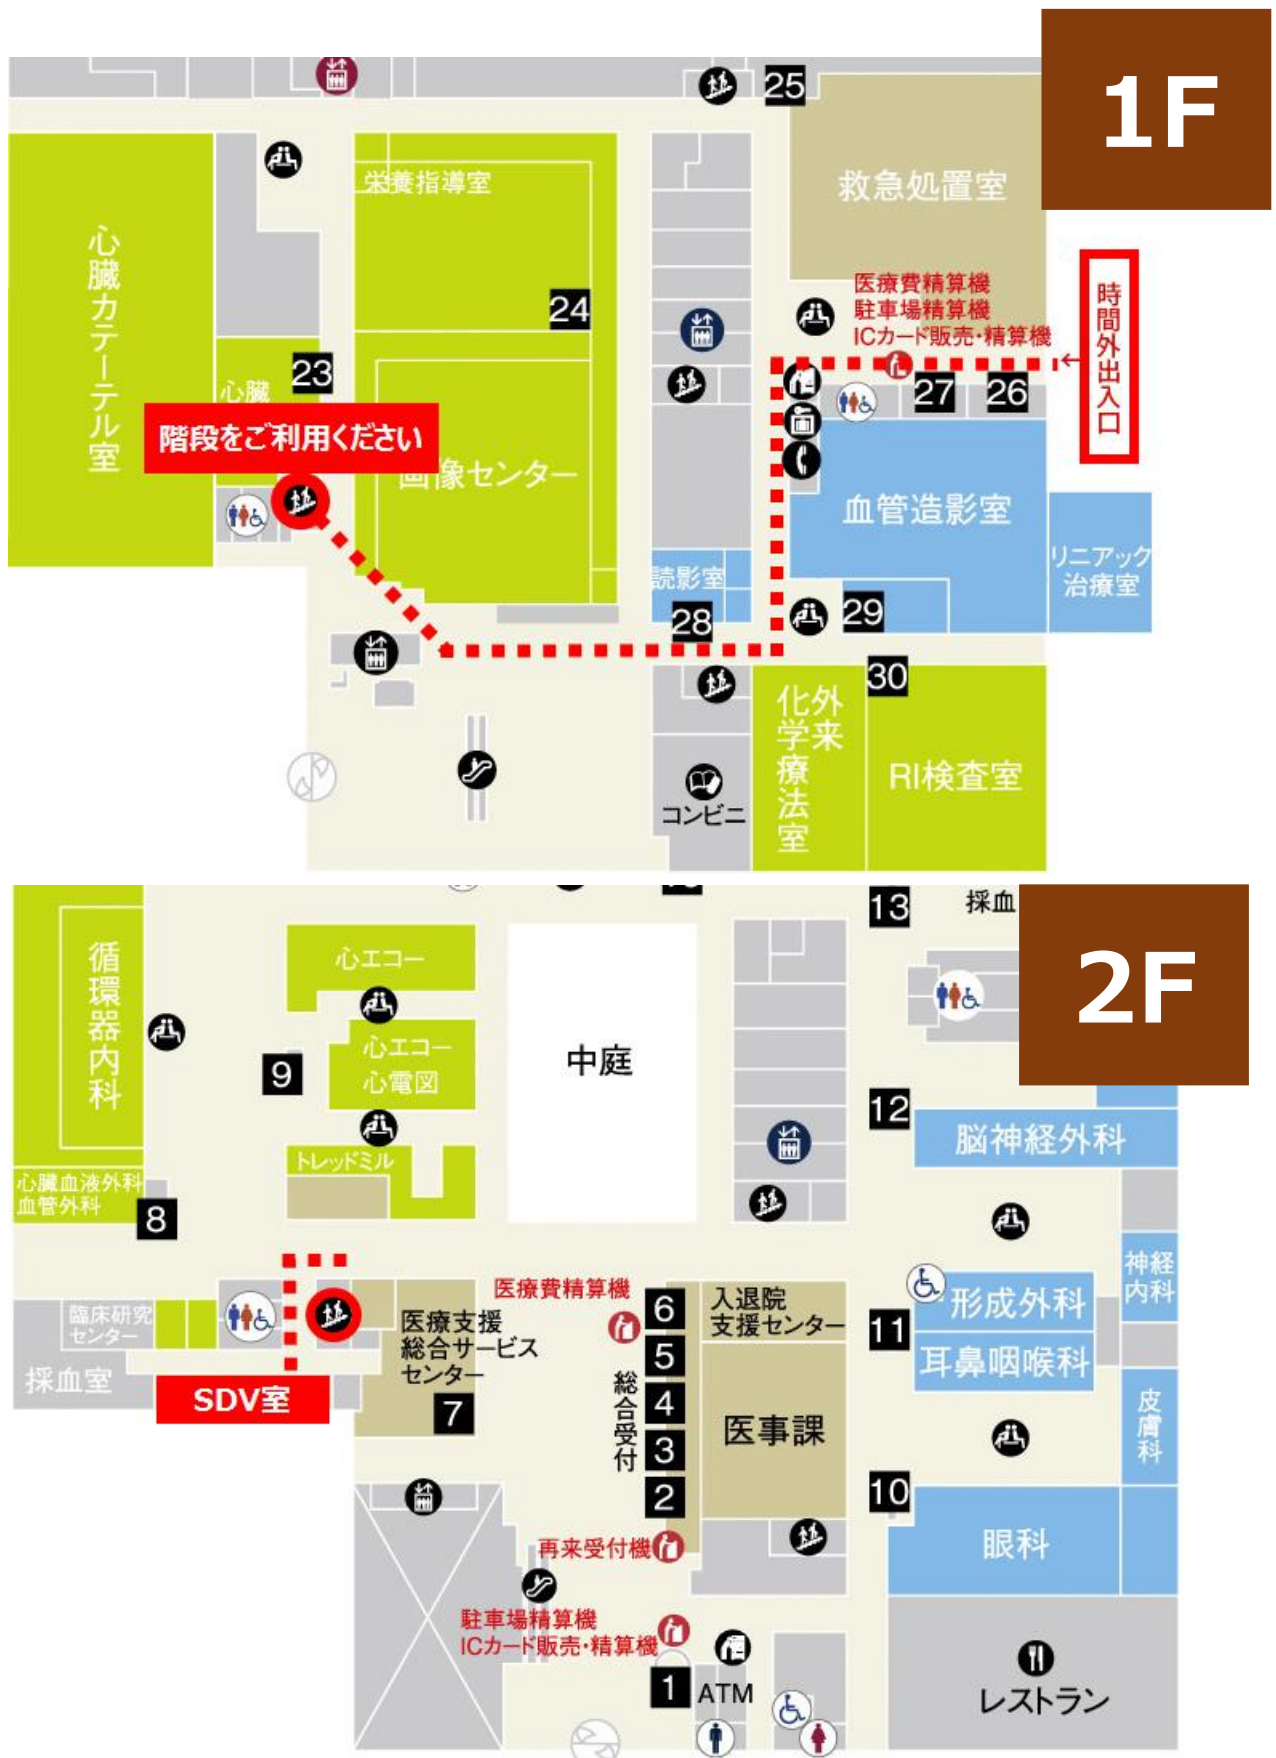 1F
25
救急処置室
栄養指導室
心臓カテーテル室
医療費精算機
駐車場精算機
ICカード販売・精算機
時間外出入口
←
24
23
心臓
27
26
階段をご利用ください
画像センター
血管造影室
リニアック
治療室
読影室
28
29
30
外来
化学療法室
RI検査室
コンビニ
2F
13
採血
循環器内科
心エコー
中庭
心エコー
心電図
9
12
脳神経外科
トレッドミル
心臓血液外科
血管外科
8
神経
内科
医療費精算機
6
入退院
支援センター
形成外科
11
臨床研究
センター
医療支援
総合サービス
センター
5
耳鼻咽喉科
採血室
SDV室
7
総合受付
4
3
2
医事課
皮膚科
10
眼科
再来受付機
駐車場精算機
ICカード販売・精算機
1
ATM
レストラン